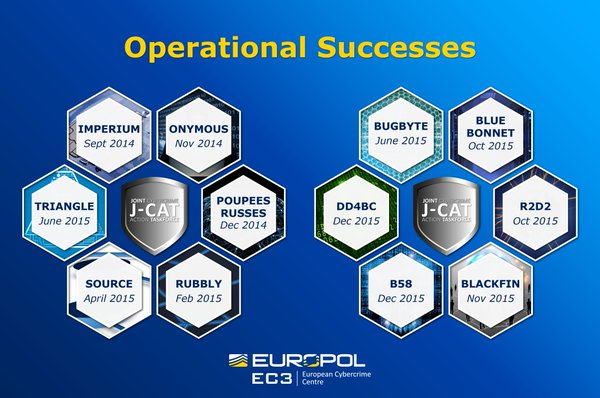 Operational Successes
IMPERIUM
Sept 2014
ONYMOUS
Nov 2014
TRIANGLE
June 2015
JOINT CYBERCRIME
J-CAT
ACTION TASKFORCE
POUPEES
RUSSES
Dec 2014
SOURCE
April 2015
RUBBLY
Feb 2015
BUGBYTE
June 2015
BLUE
BONNET
Oct 2015
DD4BC
Dec 2015
JOINT CYBERCRIME
J-CAT
ACTION TASKFORCE
R2D2
Oct 2015
B58
Dec 2015
BLACKFIN
Nov 2015
EUROPOL
EC3
European Cybercrime
Centre